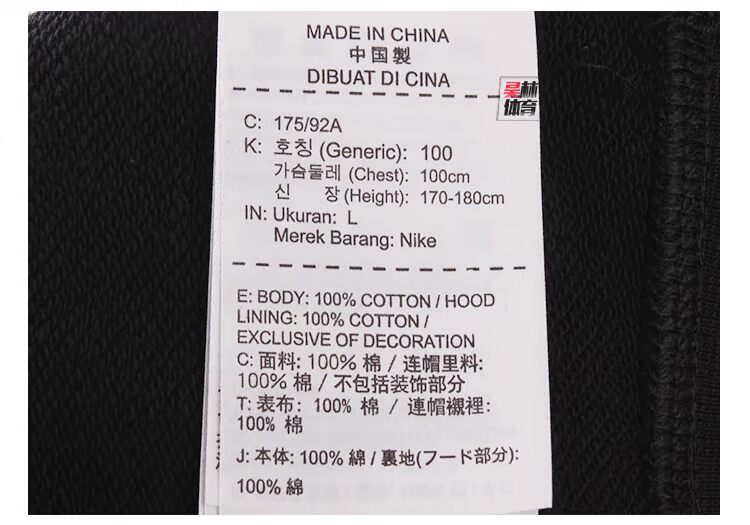 MADE IN CHINA
中国製
DIBUAT DI CINA
灵林
体育
C: 175/92A
K: 호칭 (Generic): 100
가슴둘레 (Chest): 100cm
신 장 (Height): 170-180cm
IN: Ukuran: L
Merek Barang: Nike
E: BODY: 100% COTTON / HOOD
LINING: 100% COTTON /
EXCLUSIVE OF DECORATION
C: 面料: 100% 棉 / 连帽里料:
100% 棉 / 不包括装饰部分
T: 表布: 100% 棉 / 連帽襯裡:
100% 棉
J: 本体: 100% 綿 / 裏地(フード部分):
100% 綿